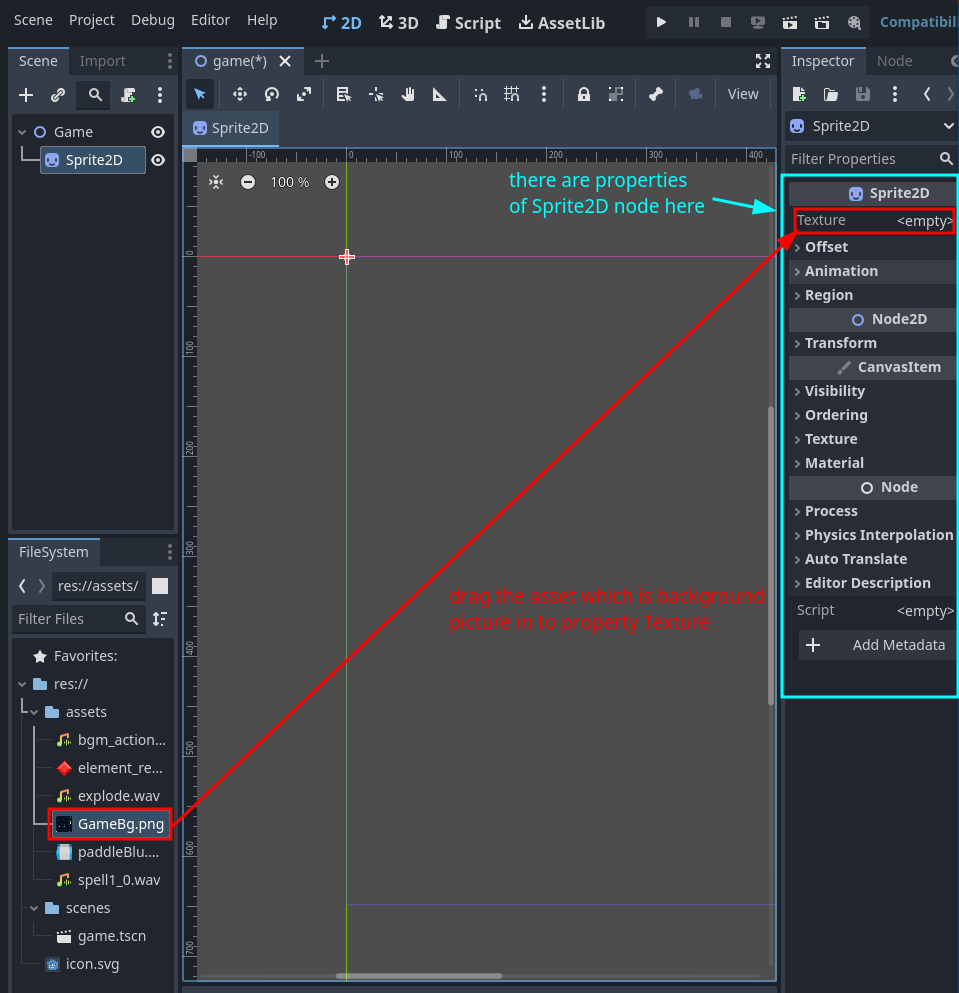 Scene Project Debug Editor Help 2D 3D Script AssetLib Compatibil
Scene Import
game(*)
Inspector Node
View
Game
Sprite2D
Sprite2D
-100 0 100 200 300 400
100 %
0
100
200
300
400
500
600
700
there are properties
of Sprite2D node here
drag the asset which is background
picture in to property Texture
Sprite2D
Filter Properties
Sprite2D
Texture <empty>
Offset
Animation
Region
Node2D
Transform
CanvasItem
Visibility
Ordering
Texture
Material
Node
Process
Physics Interpolation
Auto Translate
Editor Description
Script <empty>
Add Metadata
FileSystem
res://assets/
Filter Files
Favorites:
res://
assets
bgm_action...
element_re...
explode.wav
GameBg.png
paddleBlu....
spell1_0.wav
scenes
game.tscn
icon.svg